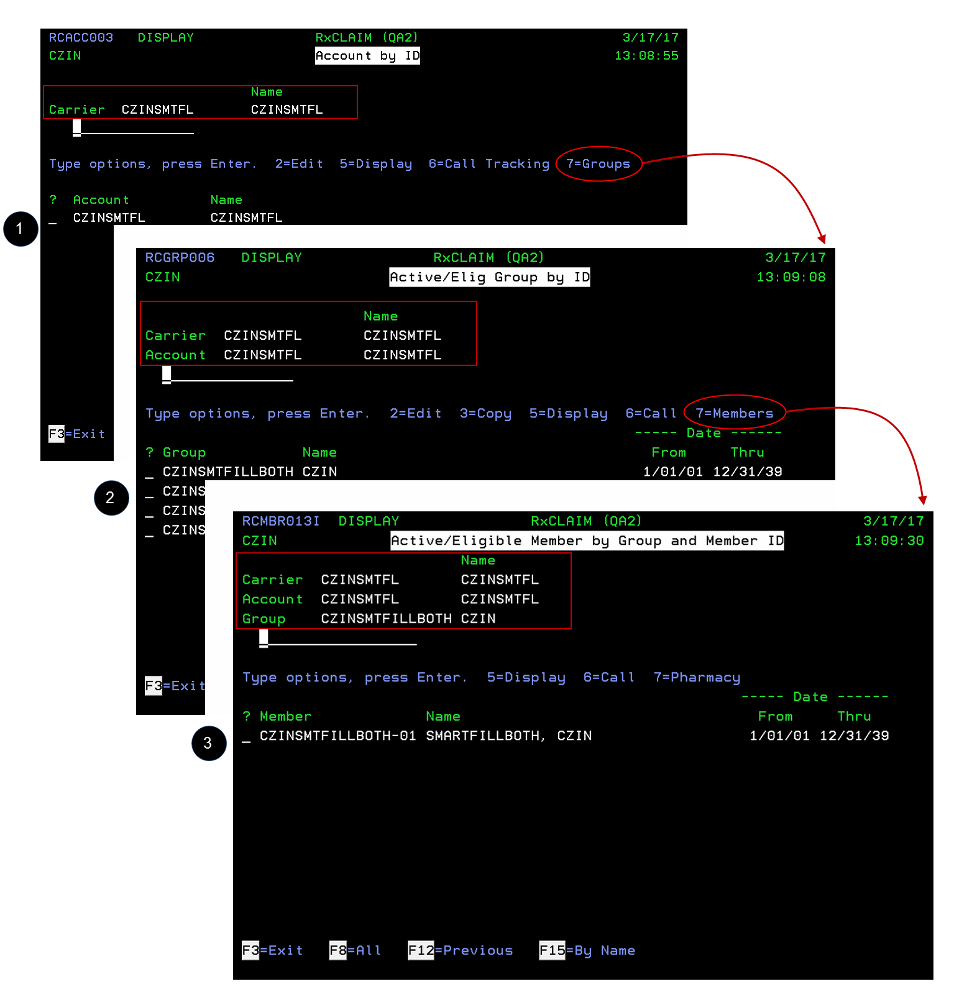 RCACC003 DISPLAY RxCLAIM (QA2) 3/17/17
CZIN Account by ID 13:08:55
Name
Carrier CZINSMTFL CZINSMTFL
Type options, press Enter. 2=Edit 5=Display 6=Call Tracking 7=Groups
? Account Name
_ CZINSMTFL CZINSMTFL
1
F3=Exit
RCGRP006 DISPLAY RxCLAIM (QA2) 3/17/17
CZIN Active/Elig Group by ID 13:09:08
Name
Carrier CZINSMTFL CZINSMTFL
Account CZINSMTFL CZINSMTFL
Type options, press Enter. 2=Edit 3=Copy 5=Display 6=Call 7=Members
----- Date ------
? Group Name From Thru
_ CZINSMTFILLBOTH CZIN 1/01/01 12/31/39
_ CZINS
_ CZINS
_ CZINS
2
F3=Exit
RCMBR013I DISPLAY RxCLAIM (QA2) 3/17/17
CZIN Active/Eligible Member by Group and Member ID 13:09:30
Name
Carrier CZINSMTFL CZINSMTFL
Account CZINSMTFL CZINSMTFL
Group CZINSMTFILLBOTH CZIN
Type options, press Enter. 5=Display 6=Call 7=Pharmacy
----- Date ------
? Member Name From Thru
_ CZINSMTFILLBOTH-01 SMARTFILLBOTH, CZIN 1/01/01 12/31/39
3
F3=Exit F8=All F12=Previous F15=By Name